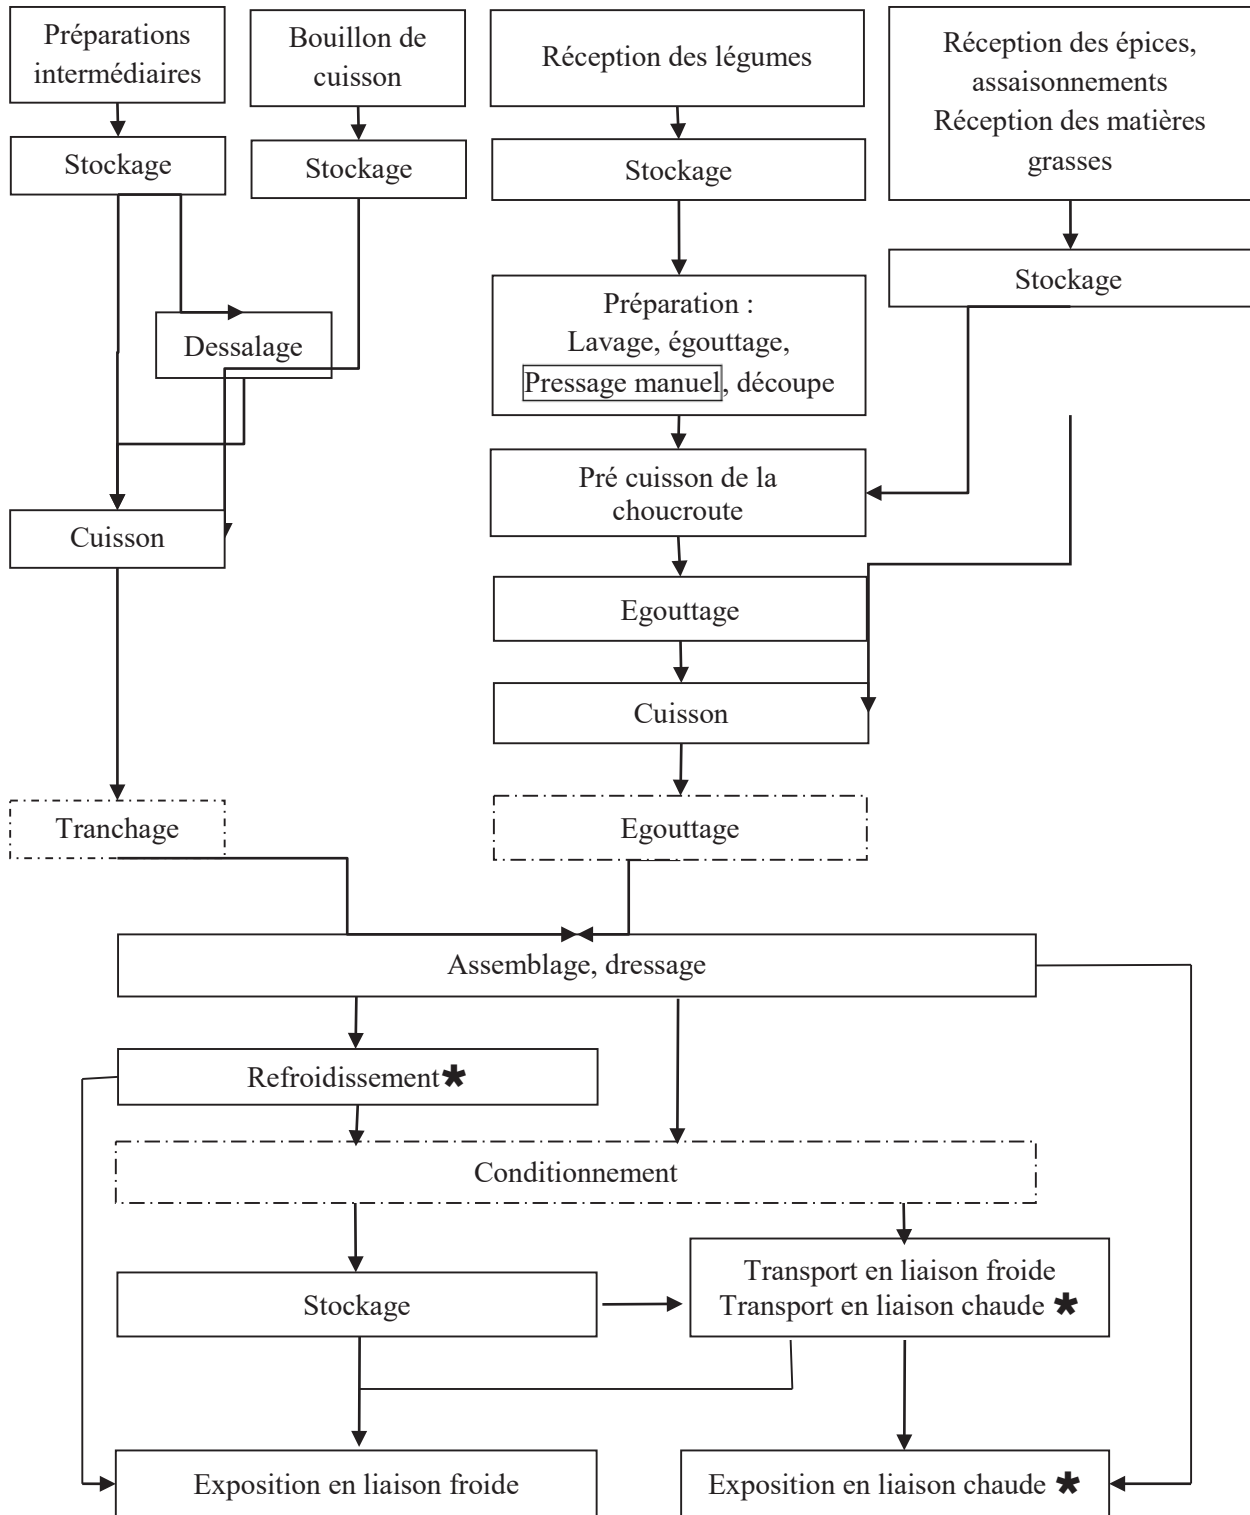 Préparations
intermédiaires
Bouillon de
cuisson
Réception des légumes
Réception des épices,
assaisonnements
Réception des matières
grasses
Stockage
Stockage
Stockage
Stockage
Préparation :
Lavage, égouttage,
Pressage manuel, découpe
Dessalage
Pré cuisson de la
choucroute
Cuisson
Egouttage
Cuisson
Tranchage
Egouttage
Assemblage, dressage
Refroidissement*
Conditionnement
Transport en liaison froide
Transport en liaison chaude *
Stockage
Exposition en liaison froide
Exposition en liaison chaude *